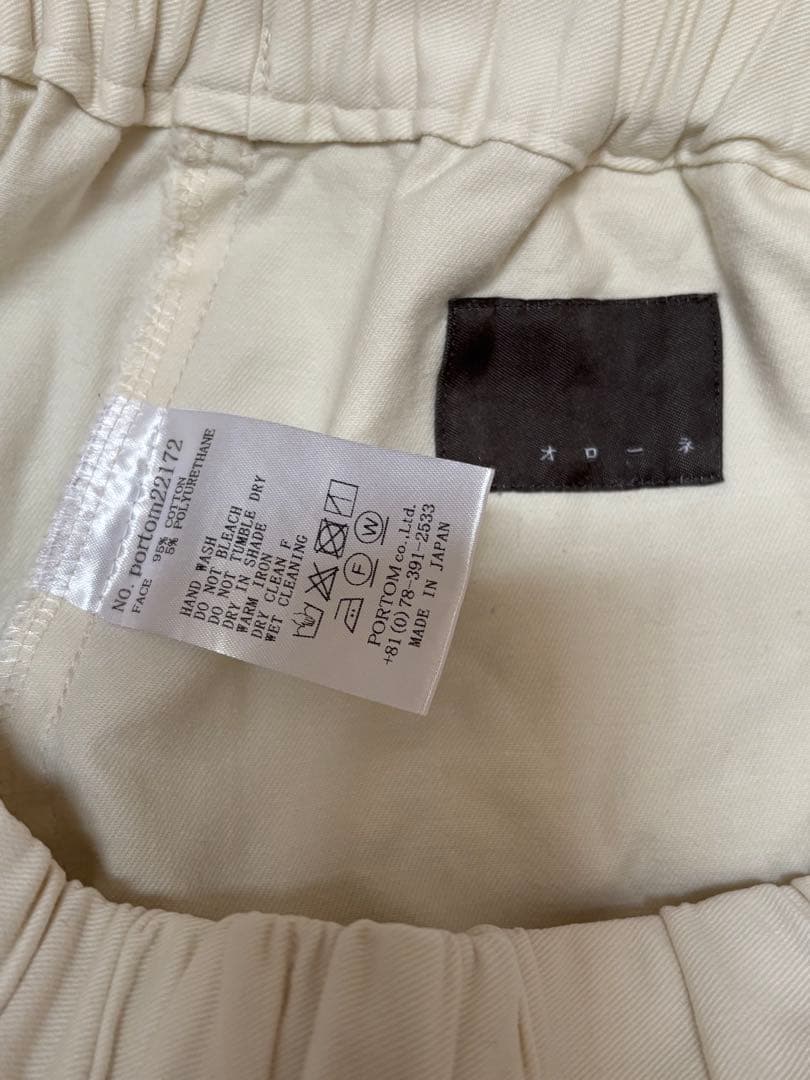 No. portom22172
FACE 95% COTTON
5% POLYURETHANE
HAND WASH
DO NOT BLEACH
DO NOT TUMBLE DRY
DRY IN SHADE
WARM IRON
DRY CLEAN F
WET CLEANING
F W
PORTOM co.,Ltd.
+81(0)78-391-2533
MADE IN JAPAN
オローネ